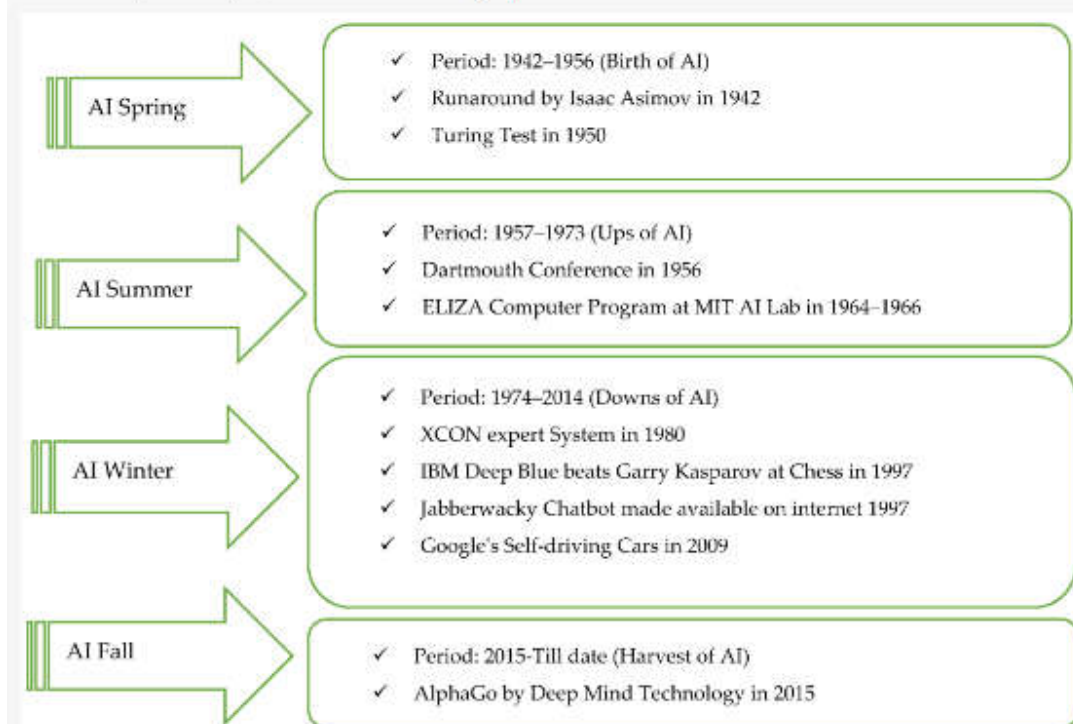 AI Spring
Period: 1942–1956 (Birth of AI)
Runaround by Isaac Asimov in 1942
Turing Test in 1950
AI Summer
Period: 1957–1973 (Ups of AI)
Dartmouth Conference in 1956
ELIZA Computer Program at MIT AI Lab in 1964–1966
AI Winter
Period: 1974–2014 (Downs of AI)
XCON expert System in 1980
IBM Deep Blue beats Garry Kasparov at Chess in 1997
Jabberwacky Chatbot made available on internet 1997
Google's Self-driving Cars in 2009
AI Fall
Period: 2015-Till date (Harvest of AI)
AlphaGo by Deep Mind Technology in 2015